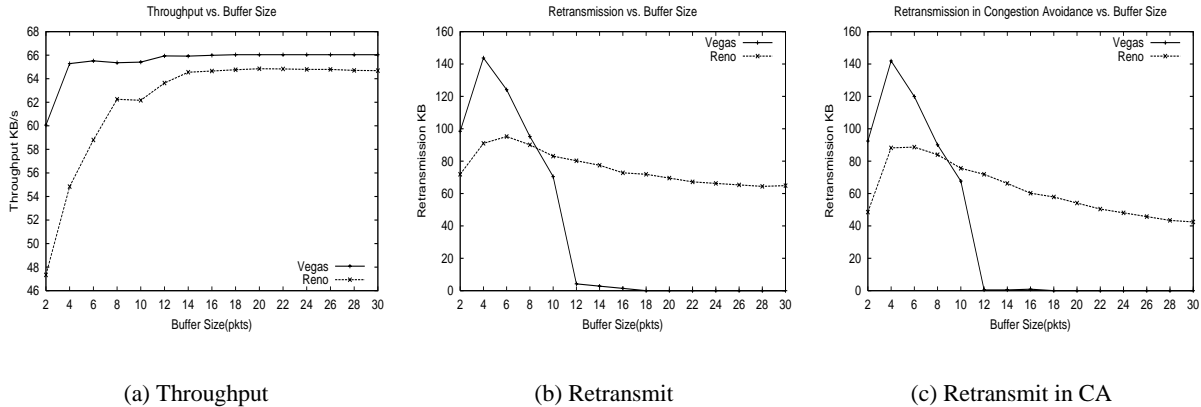 Throughput vs. Buffer Size
68
66
64
62
60
58
56
54
52
50
48
46
Throughput KB/s
Vegas
Reno
2 4 6 8 10 12 14 16 18 20 22 24 26 28 30
Buffer Size(pkts)
(a) Throughput
Retransmission vs. Buffer Size
160
140
120
100
80
60
40
20
0
Retransmission KB
Vegas
Reno
2 4 6 8 10 12 14 16 18 20 22 24 26 28 30
Buffer Size(pkts)
(b) Retransmit
Retransmission in Congestion Avoidance vs. Buffer Size
160
140
120
100
80
60
40
20
0
Retransmission KB
Vegas
Reno
2 4 6 8 10 12 14 16 18 20 22 24 26 28 30
Buffer Size(pkts)
(c) Retransmit in CA